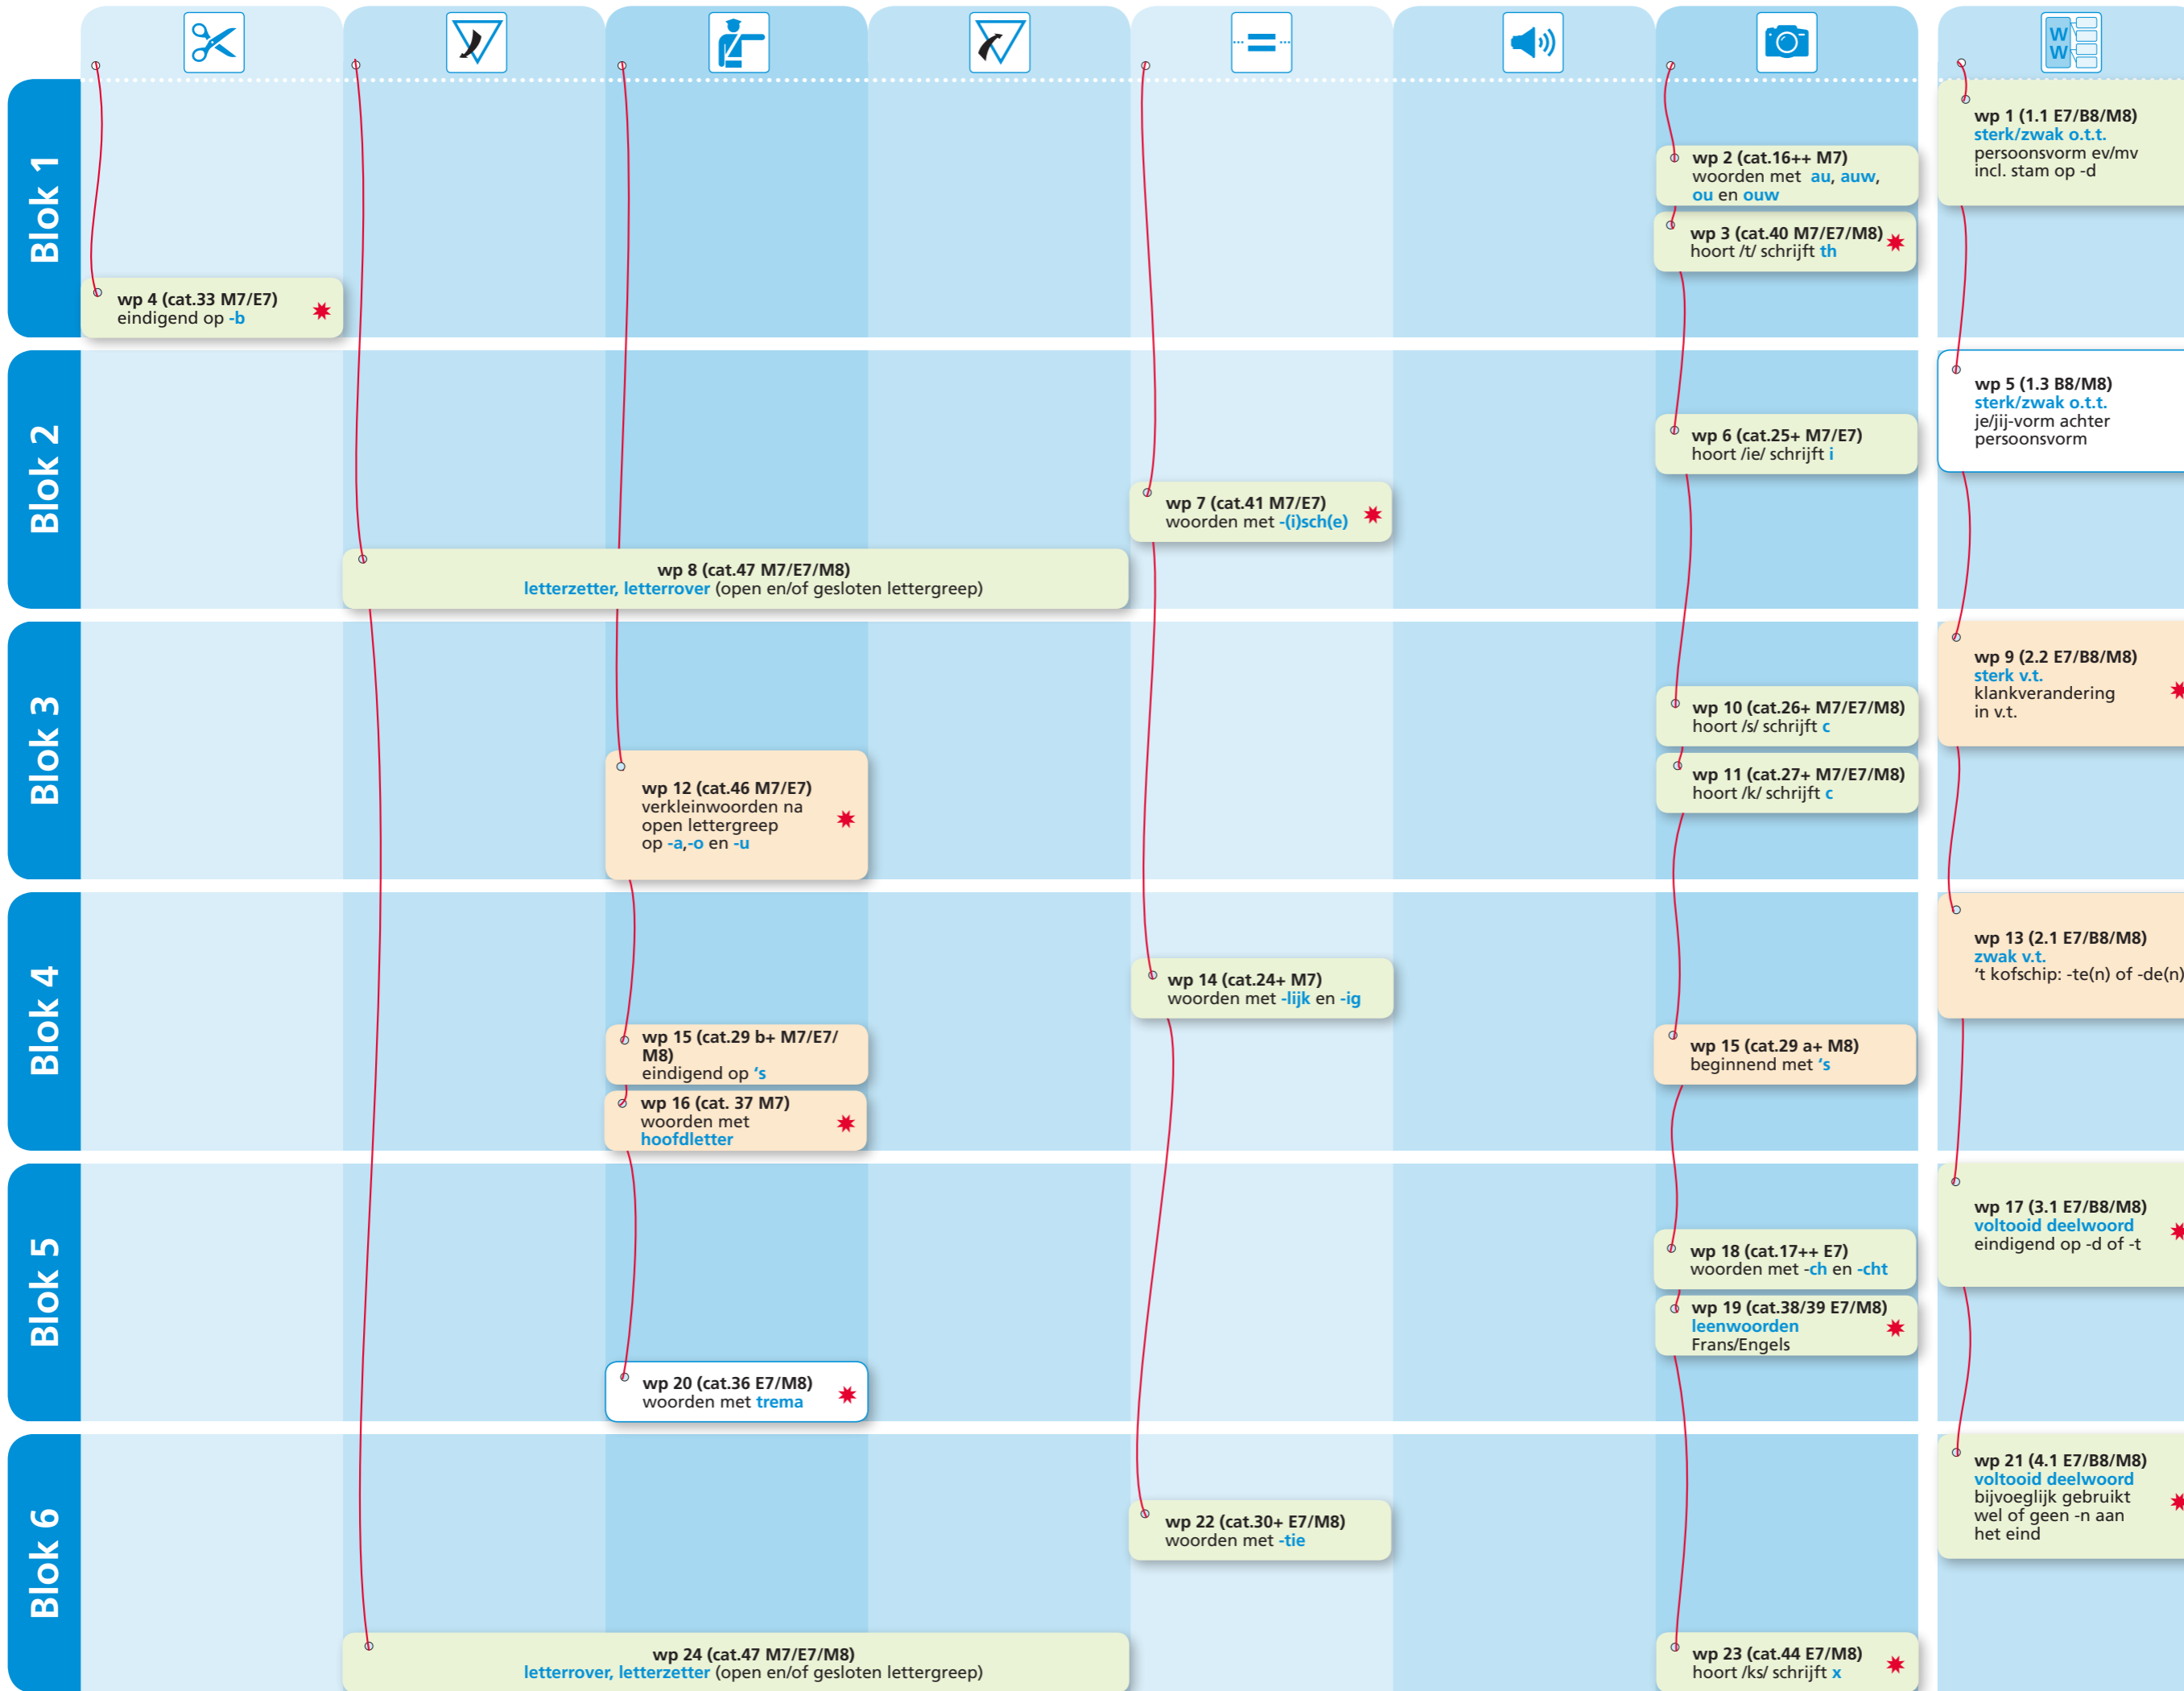 W
W
Blok 1
wp 1 (1.1 E7/B8/M8)
sterk/zwak o.t.t.
persoonsvorm ev/mv
incl. stam op -d
wp 2 (cat.16++ M7)
woorden met au, auw,
ou en ouw
wp 3 (cat.40 M7/E7/M8)
hoort /t/ schrijft th
wp 4 (cat.33 M7/E7)
eindigend op -b
Blok 2
wp 5 (1.3 B8/M8)
sterk/zwak o.t.t.
je/jij-vorm achter
persoonsvorm
wp 6 (cat.25+ M7/E7)
hoort /ie/ schrijft i
wp 7 (cat.41 M7/E7)
woorden met -(i)sch(e)
wp 8 (cat.47 M7/E7/M8)
letterzetter, letterrover (open en/of gesloten lettergreep)
Blok 3
wp 9 (2.2 E7/B8/M8)
sterk v.t.
klankverandering
in v.t.
wp 10 (cat.26+ M7/E7/M8)
hoort /s/ schrijft c
wp 11 (cat.27+ M7/E7/M8)
hoort /k/ schrijft c
wp 12 (cat.46 M7/E7)
verkleinwoorden na
open lettergreep
op -a,-o en -u
Blok 4
wp 13 (2.1 E7/B8/M8)
zwak v.t.
‘t kofschip: -te(n) of -de(n)
wp 14 (cat.24+ M7)
woorden met -lijk en -ig
wp 15 (cat.29 b+ M7/E7/
M8)
eindigend op ‘s
wp 15 (cat.29 a+ M8)
beginnend met ‘s
wp 16 (cat. 37 M7)
woorden met
hoofdletter
Blok 5
wp 17 (3.1 E7/B8/M8)
voltooid deelwoord
eindigend op -d of -t
wp 18 (cat.17++ E7)
woorden met -ch en -cht
wp 19 (cat.38/39 E7/M8)
leenwoorden
Frans/Engels
wp 20 (cat.36 E7/M8)
woorden met trema
Blok 6
wp 21 (4.1 E7/B8/M8)
voltooid deelwoord
bijvoeglijk gebruikt
wel of geen -n aan
het eind
wp 22 (cat.30+ E7/M8)
woorden met -tie
wp 24 (cat.47 M7/E7/M8)
letterrover, letterzetter (open en/of gesloten lettergreep)
wp 23 (cat.44 E7/M8)
hoort /ks/ schrijft x